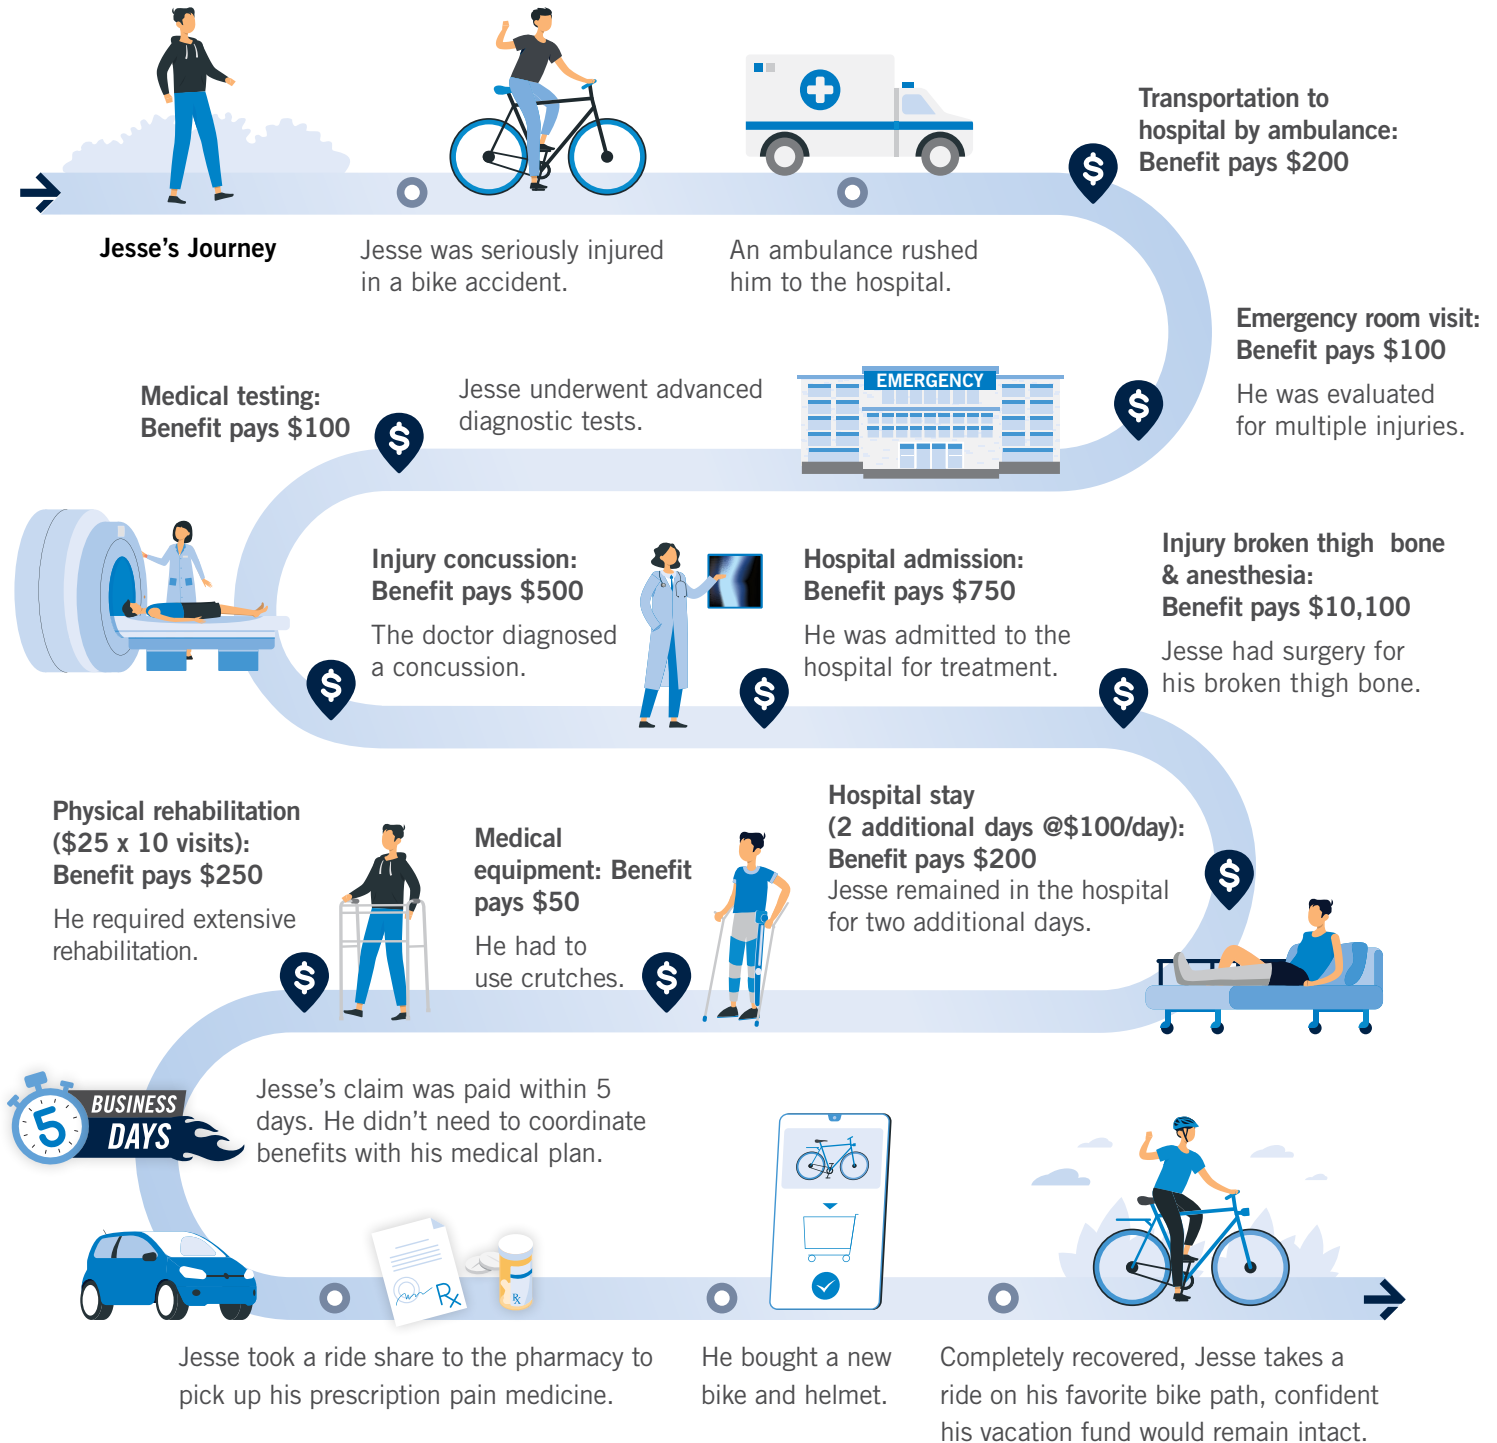 Transportation to
hospital by ambulance:
Benefit pays $200
Jesse’s Journey
Jesse was seriously injured
in a bike accident.
An ambulance rushed
him to the hospital.
Emergency room visit:
Benefit pays $100
He was evaluated
for multiple injuries.
EMERGENCY
Jesse underwent advanced
diagnostic tests.
Medical testing:
Benefit pays $100
Injury concussion:
Benefit pays $500
The doctor diagnosed
a concussion.
Hospital admission:
Benefit pays $750
He was admitted to the
hospital for treatment.
Injury broken thigh bone
& anesthesia:
Benefit pays $10,100
Jesse had surgery for
his broken thigh bone.
Hospital stay
(2 additional days @$100/day):
Benefit pays $200
Jesse remained in the hospital
for two additional days.
Medical
equipment: Benefit
pays $50
He had to
use crutches.
Physical rehabilitation
($25 x 10 visits):
Benefit pays $250
He required extensive
rehabilitation.
5 BUSINESS
DAYS
Jesse’s claim was paid within 5
days. He didn’t need to coordinate
benefits with his medical plan.
Rx
Rx
Jesse took a ride share to the pharmacy to
pick up his prescription pain medicine.
He bought a new
bike and helmet.
Completely recovered, Jesse takes a
ride on his favorite bike path, confident
his vacation fund would remain intact.